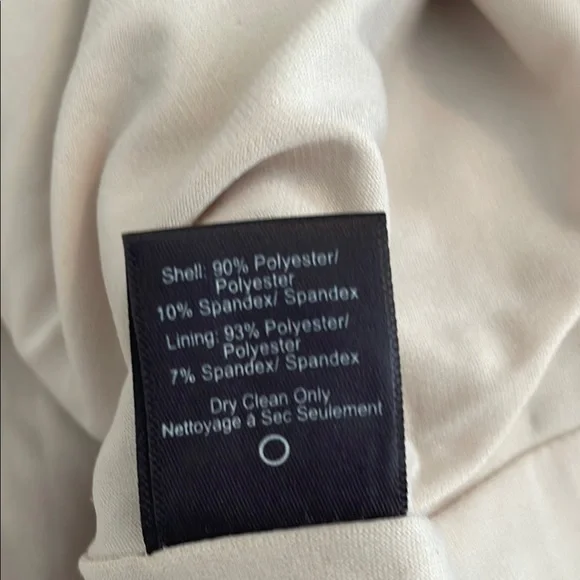 Shell: 90% Polyester/
Polyester
10% Spandex/ Spandex
Lining: 93% Polyester/
Polyester
7% Spandex/ Spandex
Dry Clean Only
Nettoyage à Sec Seulement